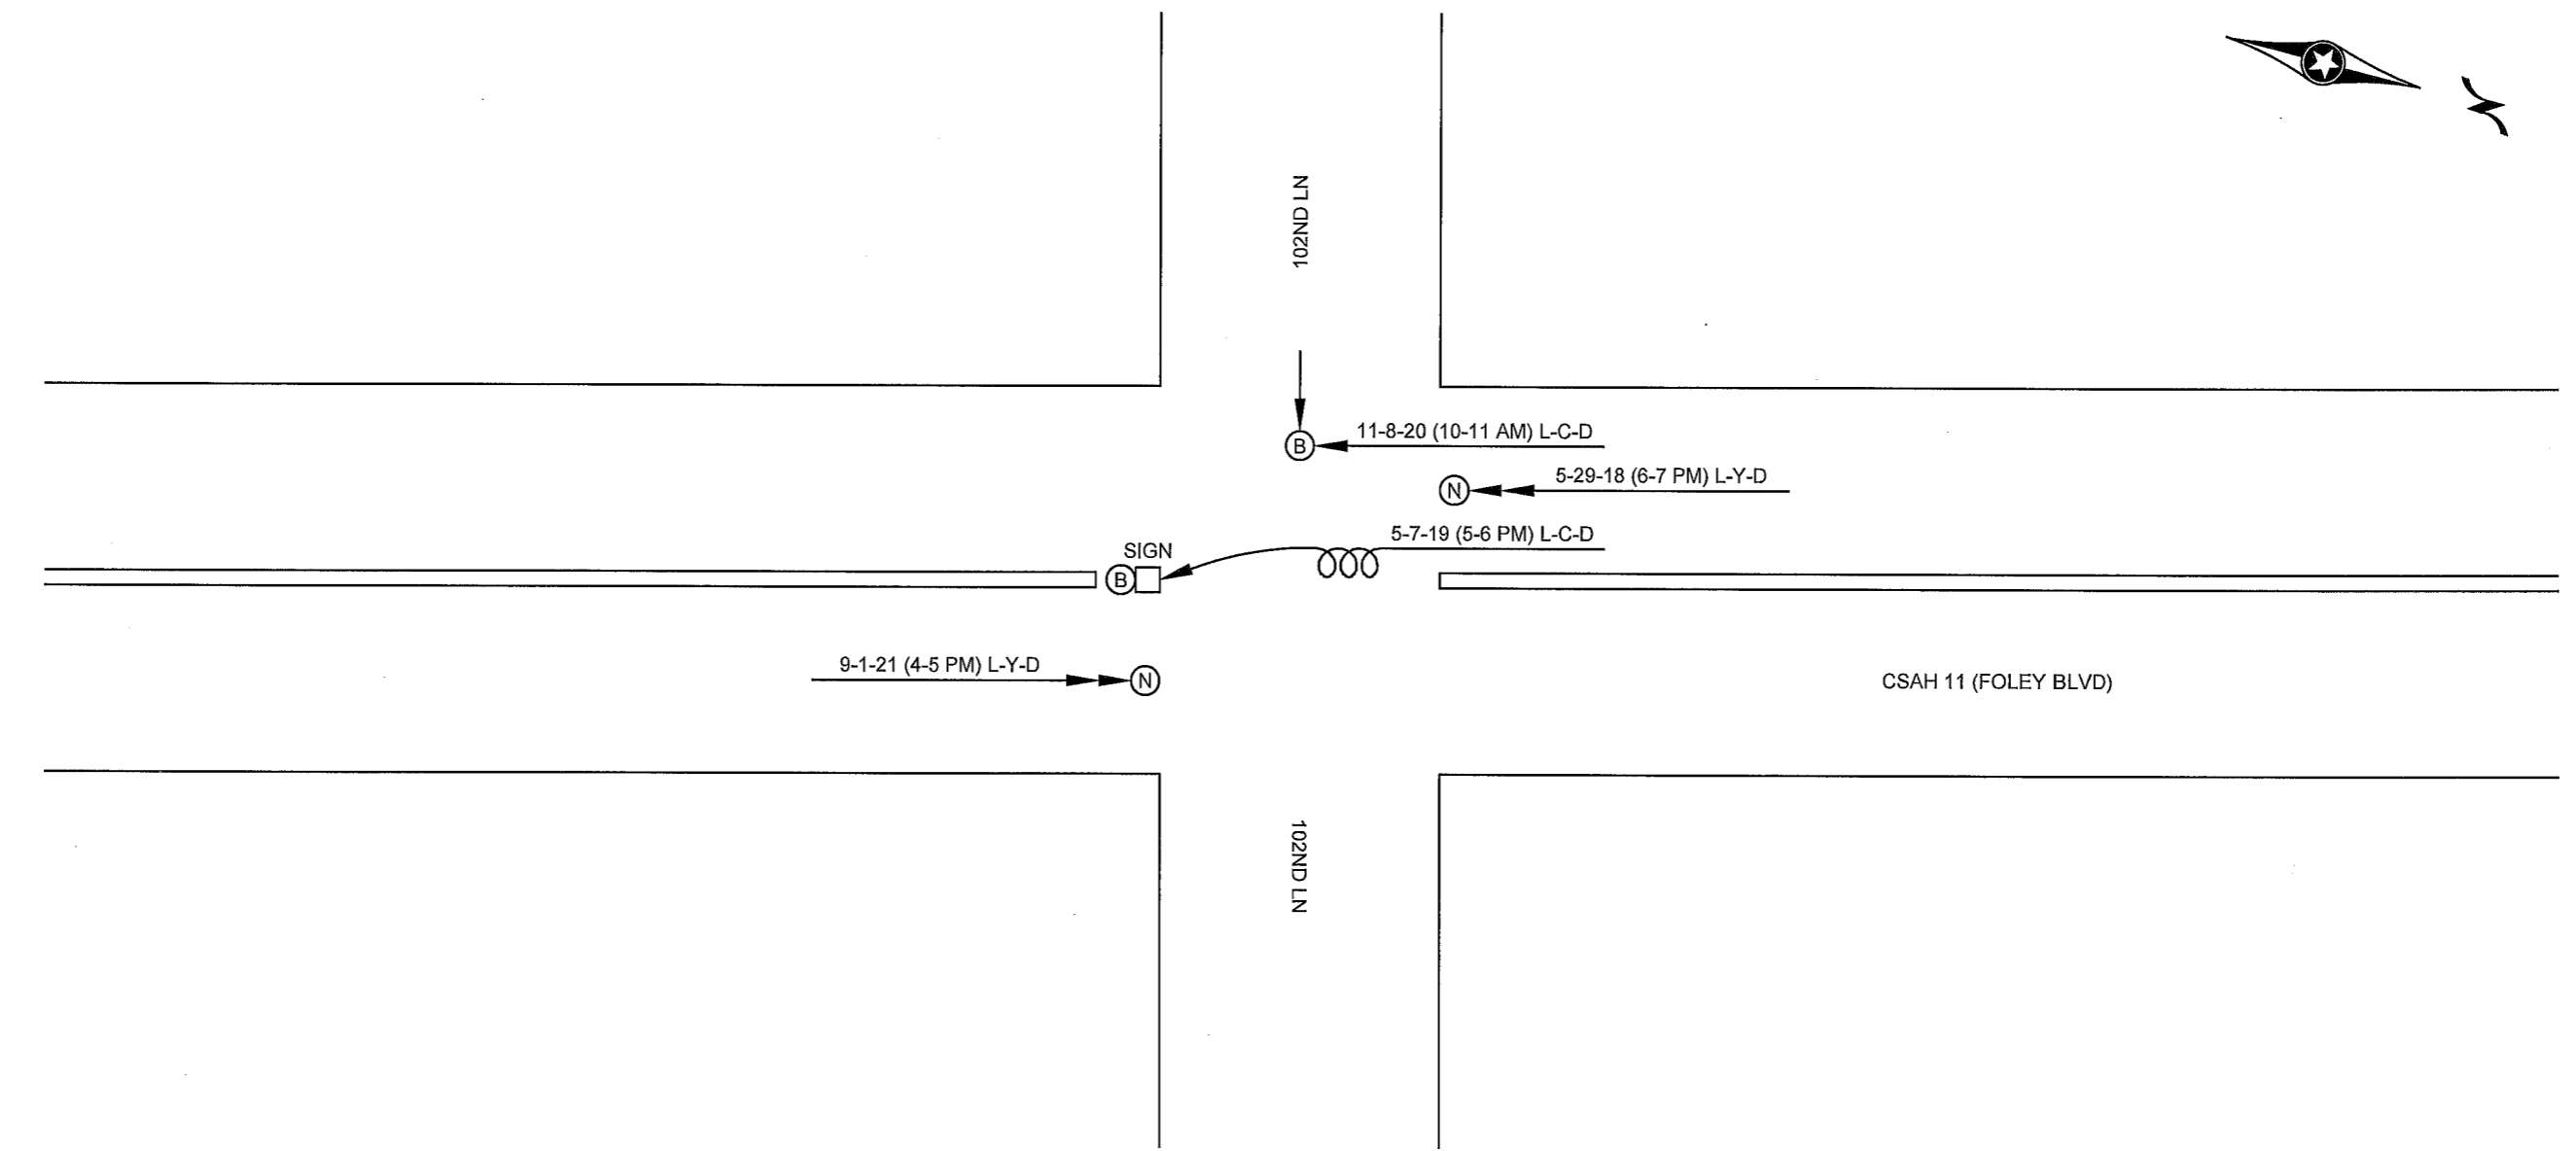 N
102ND LN
11-8-20 (10-11 AM) L-C-D
B
5-29-18 (6-7 PM) L-Y-D
N
5-7-19 (5-6 PM) L-C-D
SIGN
B
9-1-21 (4-5 PM) L-Y-D
N
CSAH 11 (FOLEY BLVD)
102ND LN